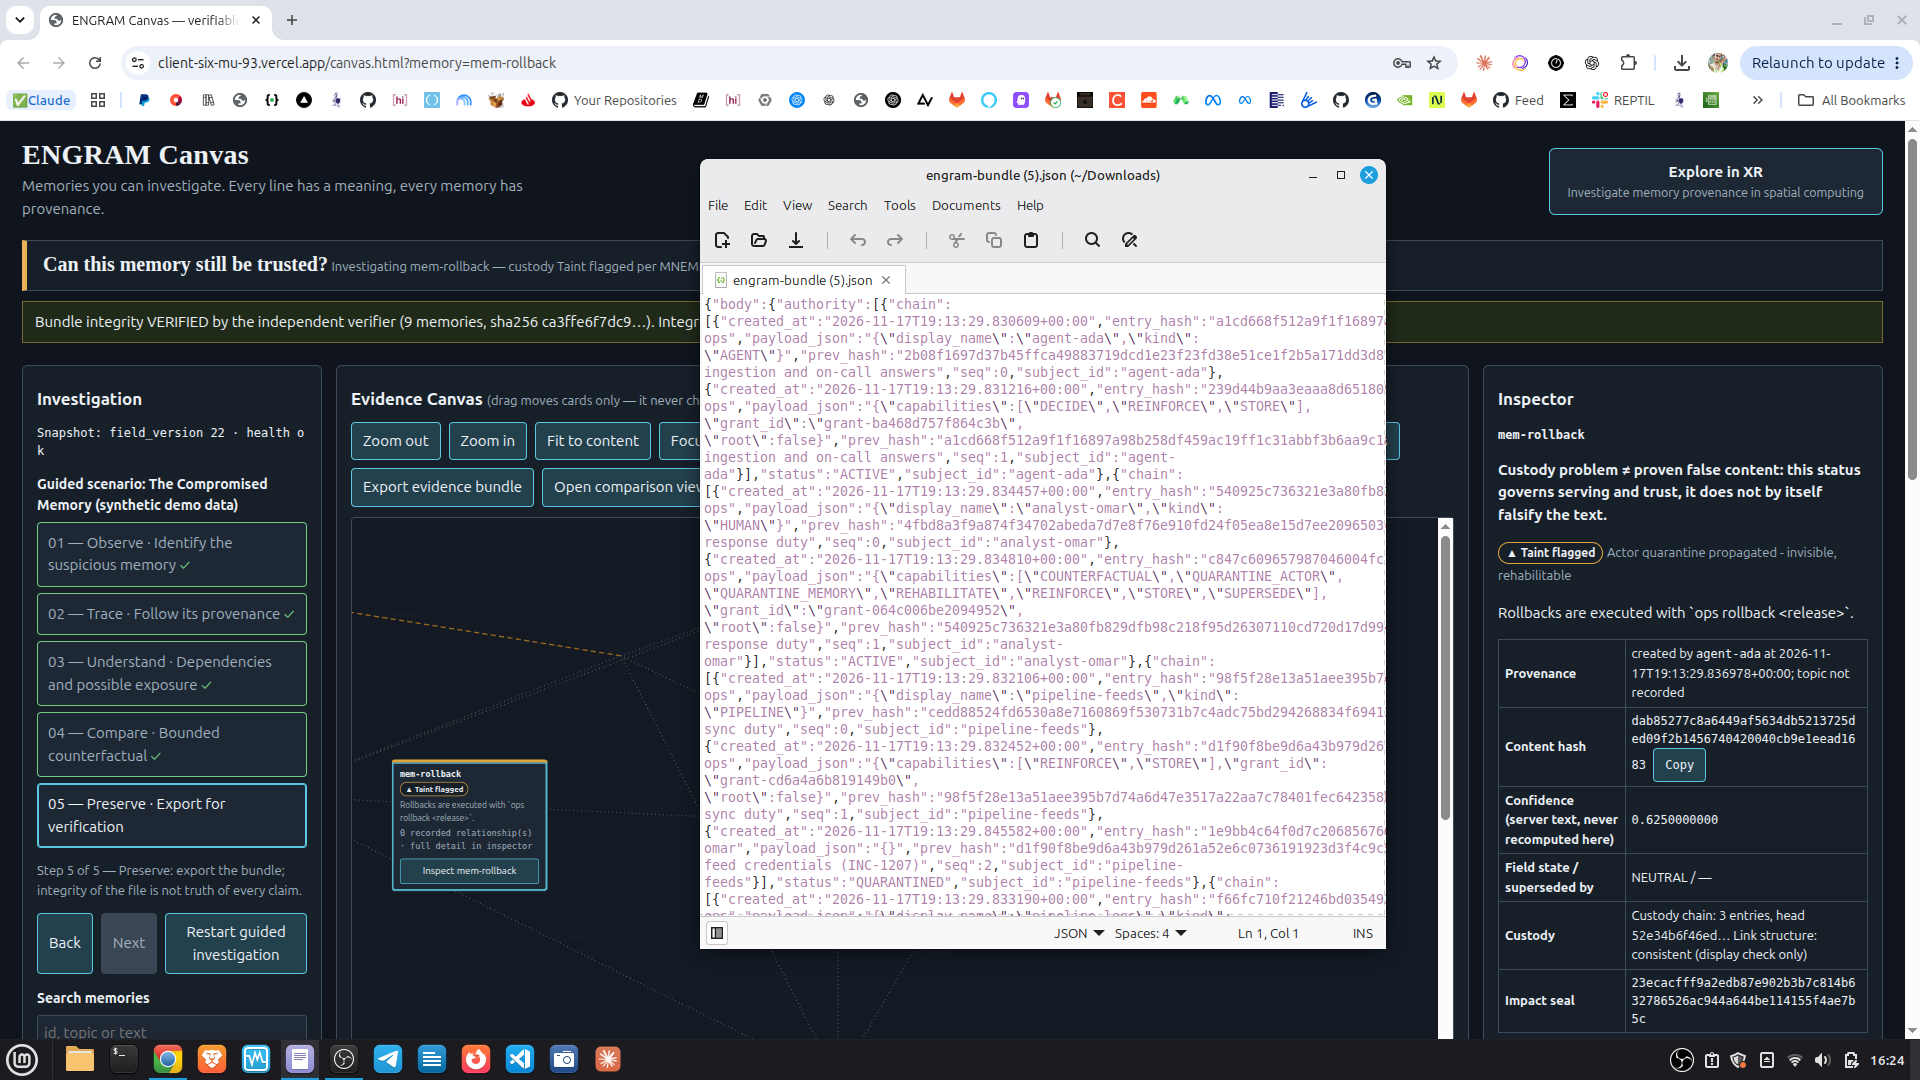 ENGRAM Canvas — verifiable
client-six-mu-93.vercel.app/canvas.html?memory=mem-rollback
Relaunch to update
Claude
Your Repositories
Feed
REPTIL
All Bookmarks
ENGRAM Canvas
Memories you can investigate. Every line has a meaning, every memory has
provenance.
Explore in XR
Investigate memory provenance in spatial computing
Can this memory still be trusted? Investigating mem-rollback — custody Taint flagged per MNEM
Bundle integrity VERIFIED by the independent verifier (9 memories, sha256 ca3ffe6f7dc9…). Integr
Investigation
Snapshot: field_version 22 · health o
k
Guided scenario: The Compromised
Memory (synthetic demo data)
01 — Observe · Identify the
suspicious memory ✓
02 — Trace · Follow its provenance ✓
03 — Understand · Dependencies
and possible exposure ✓
04 — Compare · Bounded
counterfactual ✓
05 — Preserve · Export for
verification
Step 5 of 5 — Preserve: export the bundle;
integrity of the file is not truth of every claim.
Back
Next
Restart guided
investigation
Search memories
id, topic or text
Evidence Canvas (drag moves cards only — it never ch
Zoom out
Zoom in
Fit to content
Focu
Export evidence bundle
Open comparison view
mem-rollback
▲ Taint flagged
Rollbacks are executed with `ops
rollback <release>`.
0 recorded relationship(s)
· full detail in inspector
Inspect mem-rollback
engram-bundle (5).json (~/Downloads)
File Edit View Search Tools Documents Help
engram-bundle (5).json
{"body":{"authority":[{"chain":
[{"created_at":"2026-11-17T19:13:29.830609+00:00","entry_hash":"a1cd668f512a9f1f16897
ops","payload_json":"{\"display_name\":\"agent-ada\",\"kind\":
\"AGENT\"}","prev_hash":"2b08f1697d37b45ffca49883719dcd1e23f23fd38e51ce1f2b5a171dd3d8
ingestion and on-call answers","seq":0,"subject_id":"agent-ada"},
{"created_at":"2026-11-17T19:13:29.831216+00:00","entry_hash":"239d44b9aa3eaaa8d65180
ops","payload_json":"{\"capabilities\":[\"DECIDE\",\"REINFORCE\",\"STORE\"],
\"grant_id\":\"grant-ba468d757f864c3b\",
\"root\":false}","prev_hash":"a1cd668f512a9f1f16897a98b258df459ac19ff1c31abbf3b6aa9c1
ingestion and on-call answers","seq":1,"subject_id":"agent-
ada"}],"status":"ACTIVE","subject_id":"agent-ada"},{"chain":
[{"created_at":"2026-11-17T19:13:29.834457+00:00","entry_hash":"540925c736321e3a80fb8
ops","payload_json":"{\"display_name\":\"analyst-omar\",\"kind\":
\"HUMAN\"}","prev_hash":"4fbd8a3f9a874f34702abeda7d7e8f76e910fd24f05ea8e15d7ee2096503
response duty","seq":0,"subject_id":"analyst-omar"},
{"created_at":"2026-11-17T19:13:29.834810+00:00","entry_hash":"c847c609657987046004fc
ops","payload_json":"{\"capabilities\":[\"COUNTERFACTUAL\",\"QUARANTINE_ACTOR\",
\"QUARANTINE_MEMORY\",\"REHABILITATE\",\"REINFORCE\",\"STORE\",\"SUPERSEDE\"],
\"grant_id\":\"grant-064c006be2094952\",
\"root\":false}","prev_hash":"540925c736321e3a80fb829dfb98c218f95d26307110cd720d17d99
response duty","seq":1,"subject_id":"analyst-
omar"}],"status":"ACTIVE","subject_id":"analyst-omar"},{"chain":
[{"created_at":"2026-11-17T19:13:29.832106+00:00","entry_hash":"98f5f28e13a51aee395b7
ops","payload_json":"{\"display_name\":\"pipeline-feeds\",\"kind\":
\"PIPELINE\"}","prev_hash":"cedd88524fd6530a8e7160869f530731b7c4adc75bd294268834f6941
sync duty","seq":0,"subject_id":"pipeline-feeds"},
{"created_at":"2026-11-17T19:13:29.832452+00:00","entry_hash":"d1f90f8be9d6a43b979d26
ops","payload_json":"{\"capabilities\":[\"REINFORCE\",\"STORE\"],\"grant_id\":
\"grant-cd6a4a6b819149b0\",
\"root\":false}","prev_hash":"98f5f28e13a51aee395b7d74a6d47e3517a22aa7c78401fec642358
sync duty","seq":1,"subject_id":"pipeline-feeds"},
{"created_at":"2026-11-17T19:13:29.845582+00:00","entry_hash":"1e9bb4c64f0d7c20685676
omar","payload_json":"{}","prev_hash":"d1f90f8be9d6a43b979d261a52e6c0736191923d3f4c9c
feed credentials (INC-1207)","seq":2,"subject_id":"pipeline-
feeds"}],"status":"QUARANTINED","subject_id":"pipeline-feeds"},{"chain":
[{"created_at":"2026-11-17T19:13:29.833190+00:00","entry_hash":"f66fc710f21246bd03549
JSON Spaces: 4 Ln 1, Col 1 INS
Inspector
mem-rollback
Custody problem ≠ proven false content: this status
governs serving and trust, it does not by itself
falsify the text.
▲ Taint flagged Actor quarantine propagated - invisible,
rehabilitable
Rollbacks are executed with `ops rollback <release>`.
Provenance
created by agent-ada at 2026-11-
17T19:13:29.836978+00:00; topic not
recorded
Content hash
dab85277c8a6449af5634db5213725d
ed09f2b1456740420040cb9e1eead16
83 Copy
Confidence
(server text, never
recomputed here)
0.6250000000
Field state /
superseded by
NEUTRAL / —
Custody
Custody chain: 3 entries, head
52e34b6f46ed… Link structure:
consistent (display check only)
Impact seal
23ecacfff9a2edb87e902b3b7c814b6
32786526ac944a644be114155f4ae7b
5c
16:24